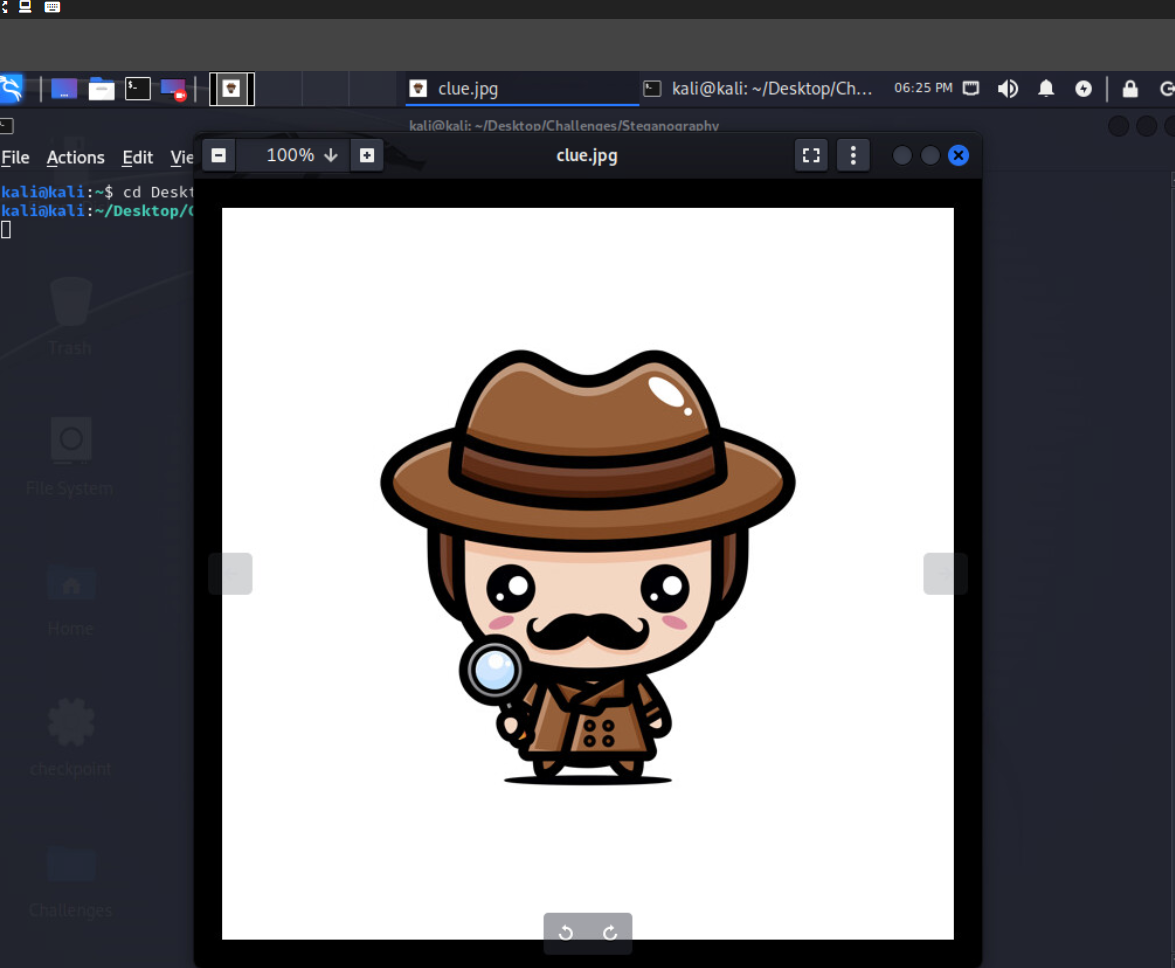 clue.jpg
kali@kali: ~/Desktop/Ch...
06:25 PM
kali@kali: ~/Desktop/Challenges/Steganography
File Actions Edit Vie
100%
clue.jpg
kali@kali:~$ cd Deskt
kali@kali:~/Desktop/C
Trash
File System
Home
checkpoint
Challenges